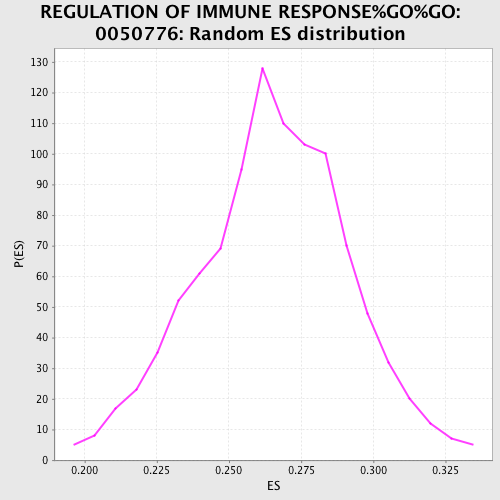 REGULATION OF IMMUNE RESPONSE%GO%GO:
0050776: Random ES distribution
130
120
110
100
90
80
70
60
50
40
30
20
10
0
P(ES)
0.200 0.225 0.250 0.275 0.300 0.325
ES